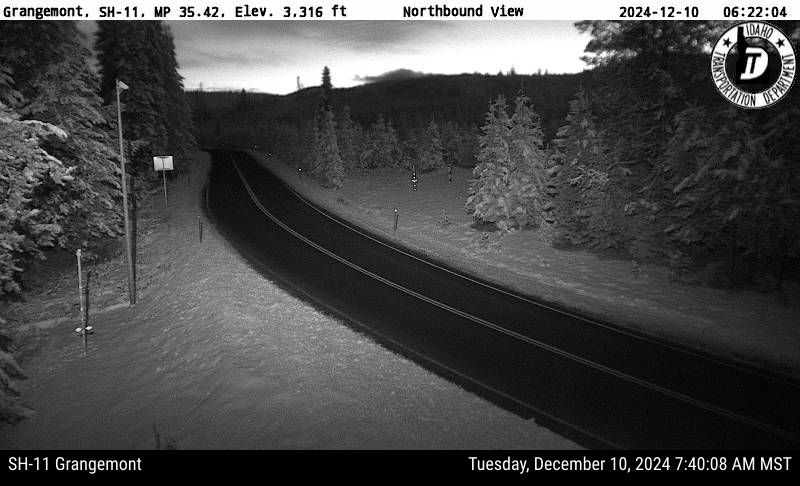 Grangemont, SH-11, MP 35.42, Elev. 3,316 ft Northbound View 2024-12-10 06:22:04
IDAHO
TRANSPORTATION DEPARTMENT
SH-11 Grangemont Tuesday, December 10, 2024 7:40:08 AM MST